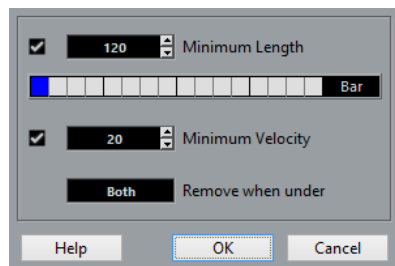 120 Minimum Length
Bar
20 Minimum Velocity
Both Remove when under
Help OK Cancel